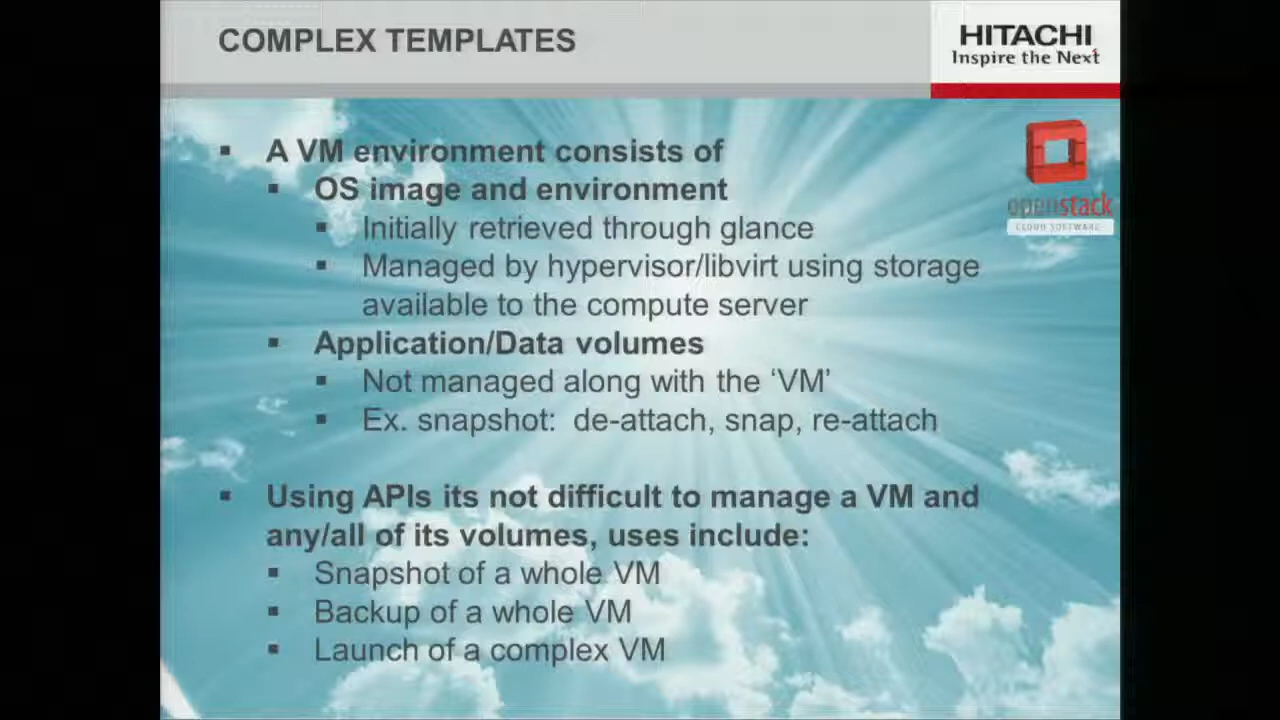 COMPLEX TEMPLATES
HITACHI
Inspire the Next
openstack
CLOUD SOFTWARE
▪ A VM environment consists of
▪ OS image and environment
▪ Initially retrieved through glance
▪ Managed by hypervisor/libvirt using storage
available to the compute server
▪ Application/Data volumes
▪ Not managed along with the ‘VM’
▪ Ex. snapshot: de-attach, snap, re-attach
▪ Using APIs its not difficult to manage a VM and
any/all of its volumes, uses include:
▪ Snapshot of a whole VM
▪ Backup of a whole VM
▪ Launch of a complex VM